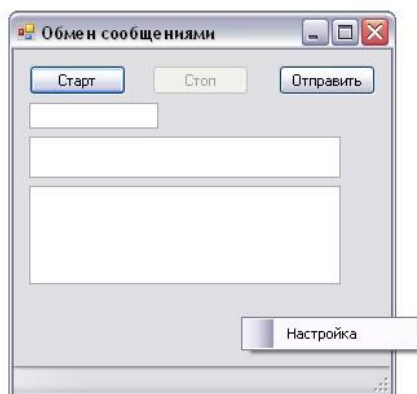 Обмен сообщениями
Старт Стоп Отправить
Настройка